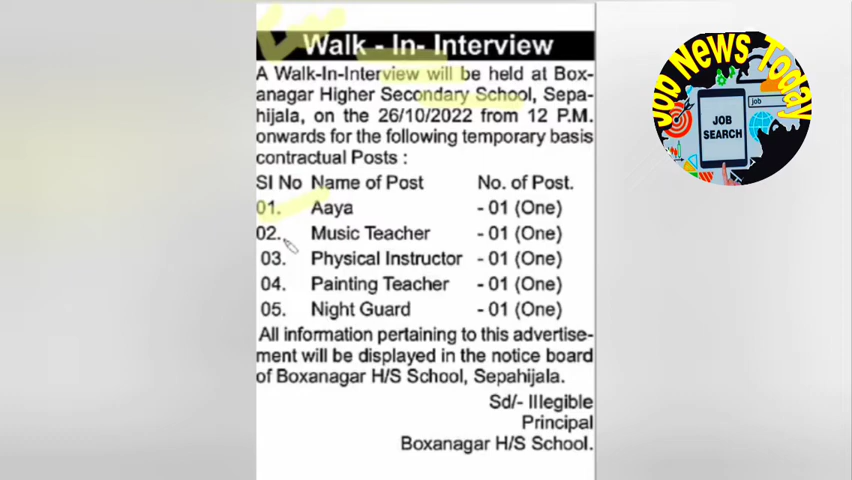 Walk - In- Interview
A Walk-In-Interview will be held at Box-
anagar Higher Secondary School, Sepa-
hijala, on the 26/10/2022 from 12 P.M.
onwards for the following temporary basis
contractual Posts :
Sl No Name of Post No. of Post.
01. Aaya - 01 (One)
02. Music Teacher - 01 (One)
03. Physical Instructor - 01 (One)
04. Painting Teacher - 01 (One)
05. Night Guard - 01 (One)
All information pertaining to this advertise-
ment will be displayed in the notice board
of Boxanagar H/S School, Sepahijala.
Sd/- Illegible
Principal
Boxanagar H/S School.
Job News Today
job
JOB
SEARCH